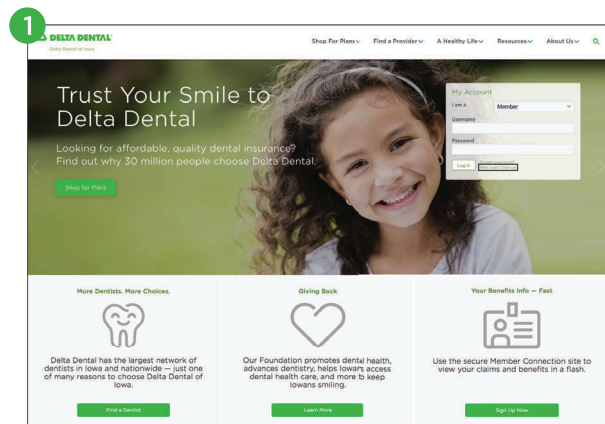 1
DELTA DENTAL®
Delta Dental of Iowa
Shop For Plans
Find a Provider
A Healthy Life
Resources
About Us
Trust Your Smile to
Delta Dental
Looking for affordable, quality dental insurance?
Find out why 30 million people choose Delta Dental.
Shop for Plans
My Account
I am a
Member
Username
Password
Log in
Forgot password?
New user? Sign up
More Dentists. More Choices.
Delta Dental has the largest network of
dentists in Iowa and nationwide — just one
of many reasons to choose Delta Dental of
Iowa.
Find a Dentist
Giving Back
Our Foundation promotes dental health,
advances dentistry, helps Iowans access
dental health care, and more to keep
Iowans smiling.
Learn More
Your Benefits Info — Fast
Use the secure Member Connection site to
view your claims and benefits in a flash.
Sign Up Now